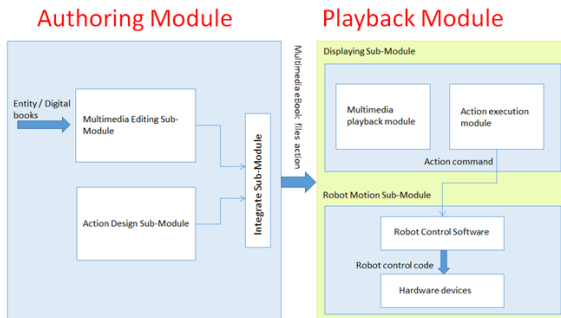 Authoring Module
Playback Module
Entity / Digital
books
Multimedia Editing Sub-
Module
Action Design Sub-Module
Integrate Sub-Module
Multimedia eBook files action
Displaying Sub-Module
Multimedia
playback module
Action execution
module
Action command
Robot Motion Sub-Module
Robot Control Software
Robot control code
Hardware devices